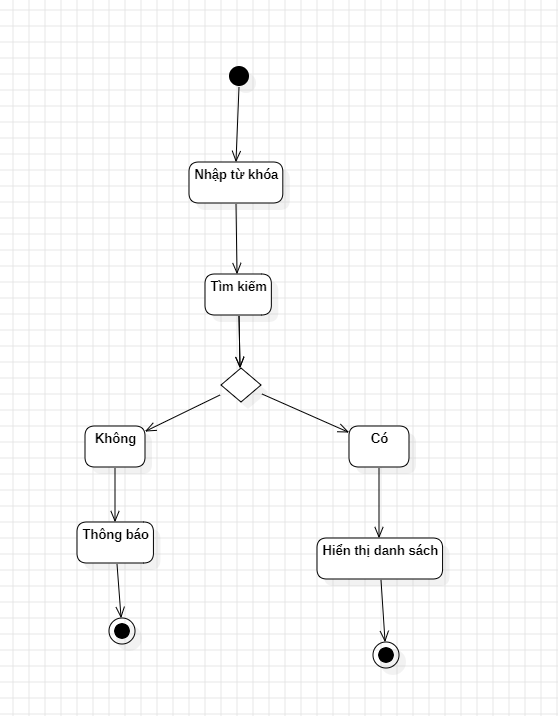 Nhập từ khóa
Tìm kiếm
Không
Có
Thông báo
Hiển thị danh sách